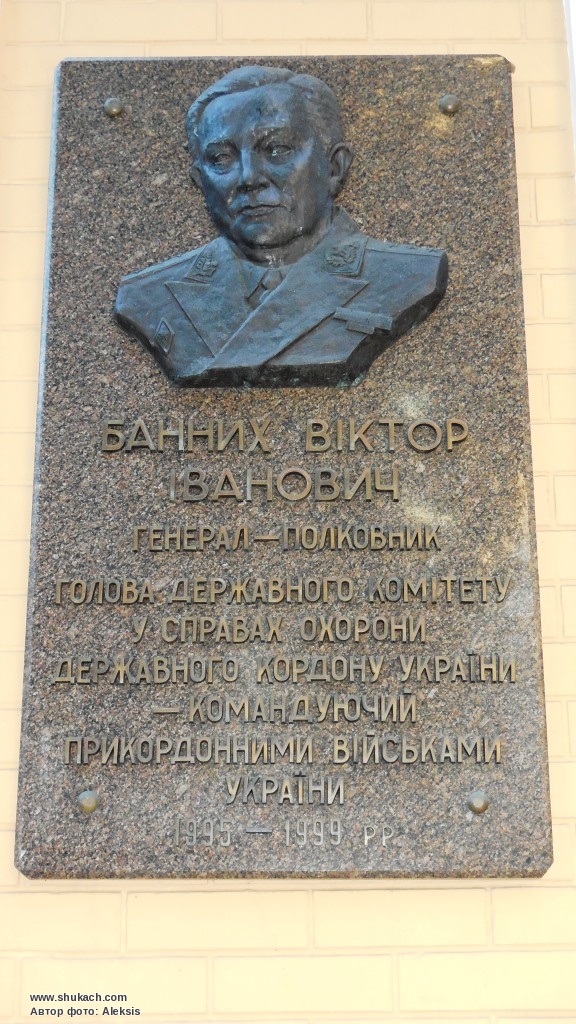 БАННИХ ВІКТОР
ІВАНОВИЧ
ГЕНЕРАЛ–ПОЛКОВНИК
ГОЛОВА ДЕРЖАВНОГО КОМІТЕТУ
У СПРАВАХ ОХОРОНИ
ДЕРЖАВНОГО КОРДОНУ УКРАЇНИ
– КОМАНДУЮЧИЙ
ПРИКОРДОННИМИ ВІЙСЬКАМИ
УКРАЇНИ
1995 – 1999 РР
www.shukach.com
Автор фото: Aleksis